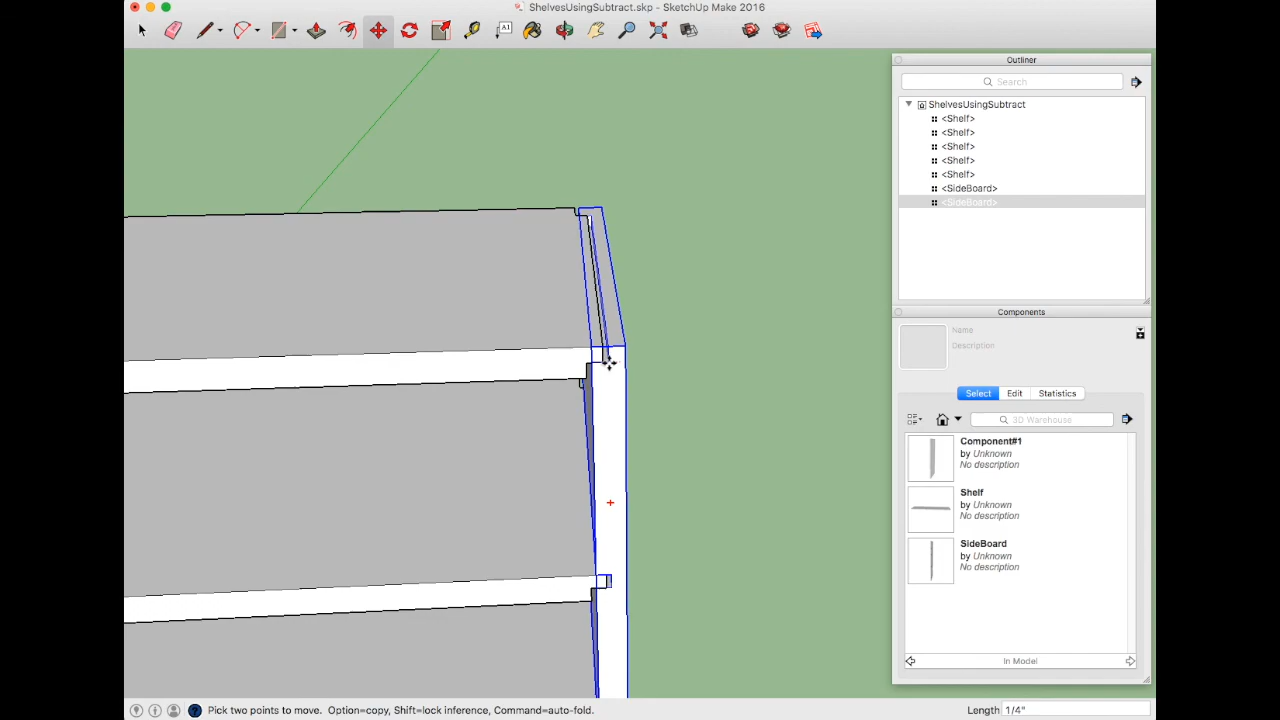 ShelvesUsingSubtract.skp - SketchUp Make 2016
A1
Outliner
Search
ShelvesUsingSubtract
<Shelf>
<Shelf>
<Shelf>
<Shelf>
<Shelf>
<SideBoard>
<SideBoard>
Components
Name
Description
Select
Edit
Statistics
3D Warehouse
Component#1
by Unknown
No description
Shelf
by Unknown
No description
SideBoard
by Unknown
No description
In Model
Pick two points to move. Option=copy, Shift=lock inference, Command=auto-fold.
Length 1/4"